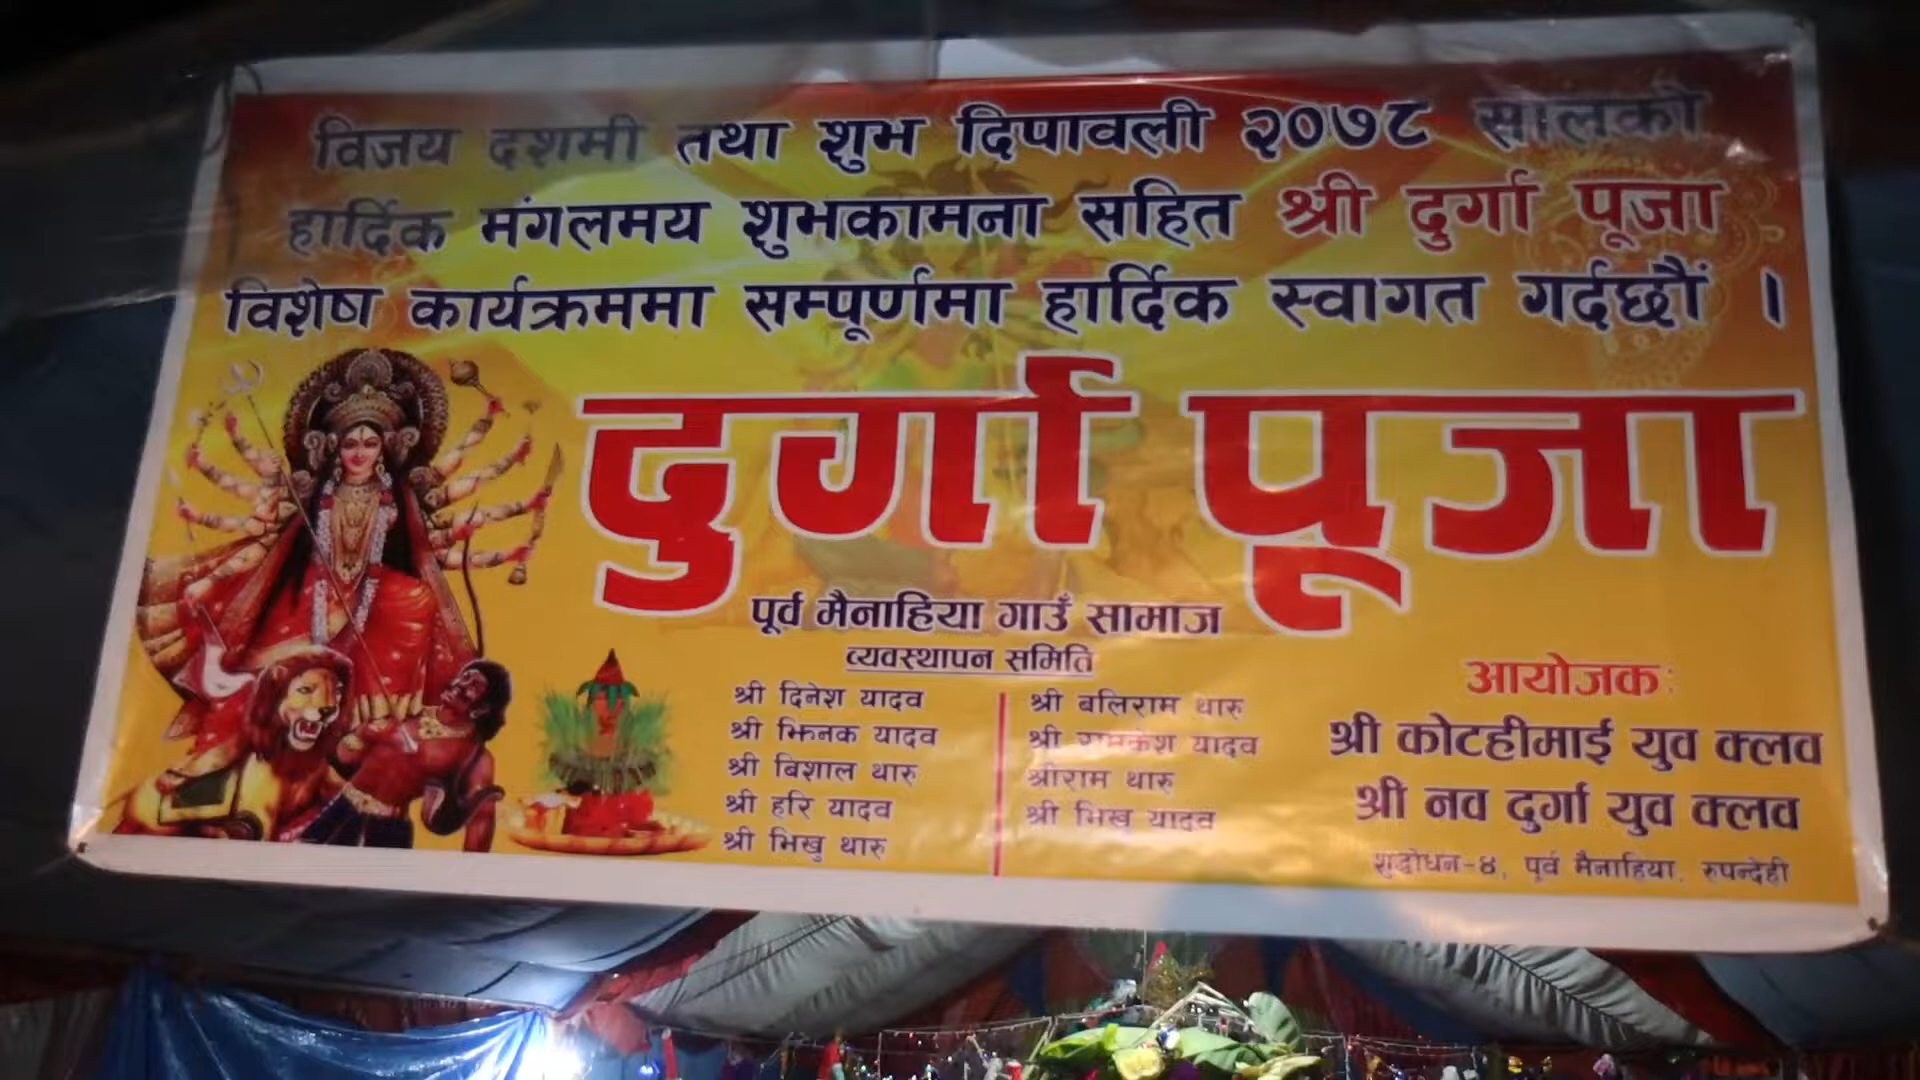 विजय दशमी तथा शुभ दिपावली २०७८ सालको
हार्दिक मंगलमय शुभकामना सहित श्री दुर्गा पूजा
विशेष कार्यक्रममा सम्पूर्णमा हार्दिक स्वागत गर्दछौं ।
दुर्गा पूजा
पूर्व मैनाहिया गाउँ सामाज
व्यवस्थापन समिति
श्री दिनेश यादव
श्री झिनक यादव
श्री बिशाल थारु
श्री हरि यादव
श्री भिखु थारु
श्री बलिराम थारु
श्री रामकेश यादव
श्रीराम थारु
श्री भिखु यादव
आयोजकः
श्री कोटहीमाई युव क्लव
श्री नव दुर्गा युव क्लव
शुद्धोधन-४, पूर्व मैनाहिया, रुपन्देही